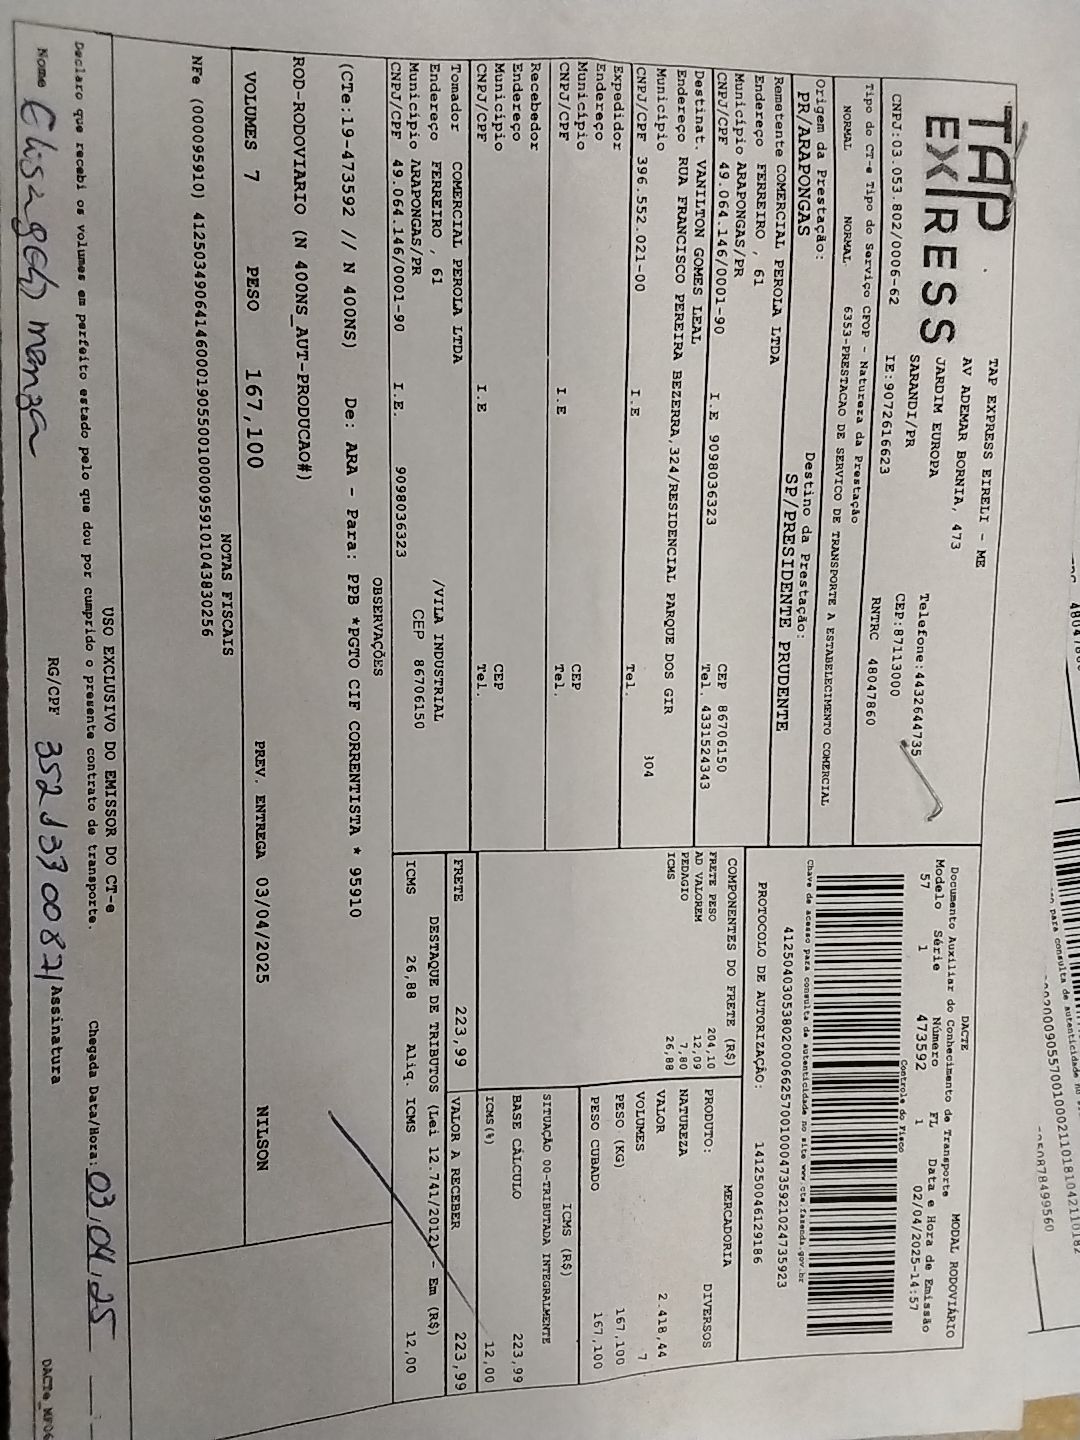 TAP
EXPRESS
TAP EXPRESS EIRELI - ME
AV ADEMAR BORNIA, 473
JARDIM EUROPA
SARANDI/PR
Telefone:4432644735
CEP:87113000
CNPJ:03.053.802/0006-62 IE:9072616623 RNTRC 48047860
Tipo do CT-e Tipo do Serviço CFOP - Natureza da Prestação
NORMAL NORMAL 6353-PRESTACAO DE SERVICO DE TRANSPORTE A ESTABELECIMENTO COMERCIAL
Origem da Prestação: Destino da Prestação:
PR/ARAPONGAS SP/PRESIDENTE PRUDENTE
DACTE MODAL RODOVIÁRIO
Documento Auxiliar do Conhecimento de Transporte
Modelo Série Número FL Data e Hora de Emissão
57 1 473592 1 02/04/2025-14:57
Controle do Fisco
Chave de acesso para consulta de autenticidade no site www.cte.fazenda.gov.br
41250403053802000662570010004735921024735923
PROTOCOLO DE AUTORIZAÇÃO: 141250046129186
Remetente COMERCIAL PEROLA LTDA
Endereço FERREIRO , 61
Município ARAPONGAS/PR CEP 86706150
CNPJ/CPF 49.064.146/0001-90 I.E 9098036323 Tel. 4331524343
Destinat. VANILTON GOMES LEAL
Endereço RUA FRANCISCO PEREIRA BEZERRA,324/RESIDENCIAL PARQUE DOS GIR
Município 304
CNPJ/CPF 396.552.021-00 I.E Tel.
Expedidor
Endereço
Município CEP
CNPJ/CPF I.E Tel.
Recebedor
Endereço
Município CEP
CNPJ/CPF I.E Tel.
Tomador COMERCIAL PEROLA LTDA
Endereço FERREIRO , 61 /VILA INDUSTRIAL
Município ARAPONGAS/PR CEP 86706150
CNPJ/CPF 49.064.146/0001-90 I.E. 9098036323
COMPONENTES DO FRETE (R$)
FRETE PESO 204,10
AD VALOREM 12,09
PEDAGIO 7,80
ICMS 26,88
MERCADORIA
PRODUTO: DIVERSOS
NATUREZA
VALOR 2.418,44
VOLUMES 7
PESO (KG) 167,100
PESO CUBADO 167,100
ICMS (R$)
SITUAÇÃO 00-TRIBUTADA INTEGRALMENTE
BASE CÁLCULO 223,99
ICMS(%) 12,00
FRETE 223,99 VALOR A RECEBER 223,99
DESTAQUE DE TRIBUTOS (Lei 12.741/2012) - Em (R$)
ICMS 26,88 Aliq. ICMS 12,00
OBSERVAÇÕES
(CTe:19-473592 // N 400NS) De: ARA - Para: PPB *PGTO CIF CORRENTISTA * 95910
ROD-RODOVIARIO (N 400NS_AUT-PRODUCAO#)
VOLUMES 7 PESO 167,100 PREV. ENTREGA 03/04/2025 NILSON
NOTAS FISCAIS
NFe (000095910) 41250349064146000190550010000959101043830256
USO EXCLUSIVO DO EMISSOR DO CT-e
Declaro que recebi os volumes em perfeito estado pelo que dou por cumprido o presente contrato de transporte. Chegada Data/Hora: 03,04,25
Nome Elisangela manza RG/CPF 352133 0087/ Assinatura
DACTe_MF06